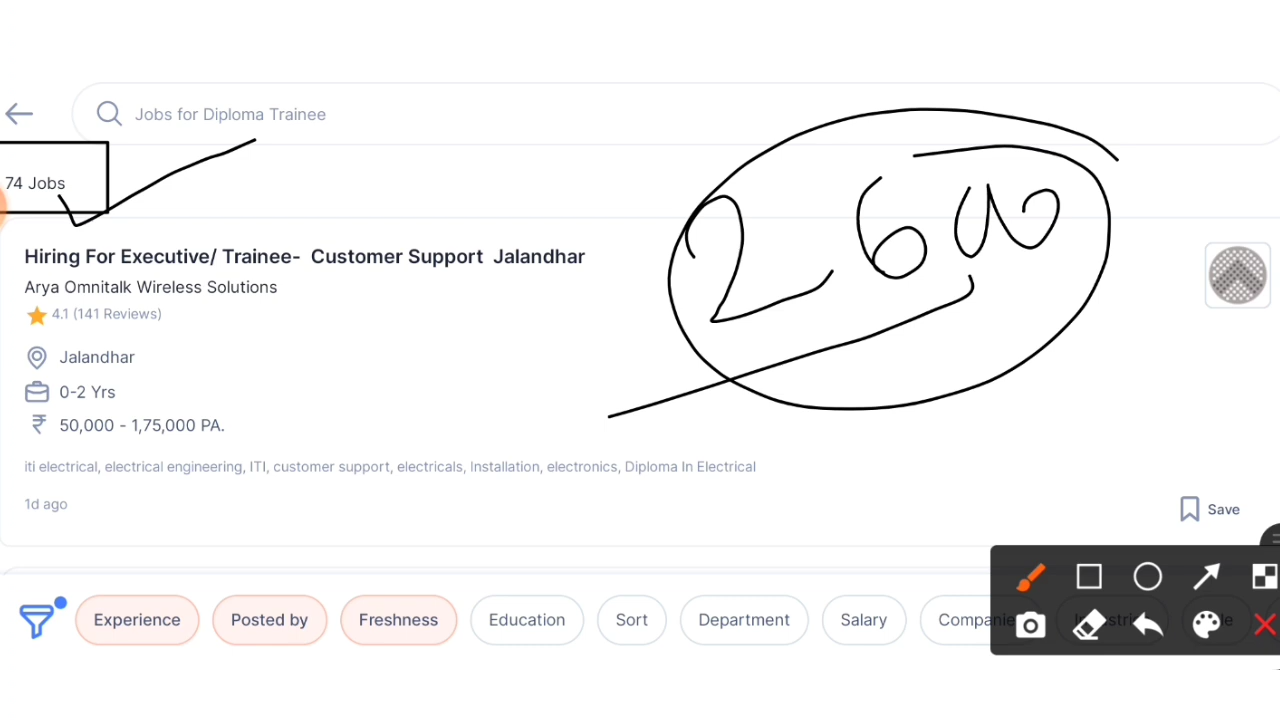 Jobs for Diploma Trainee
74 Jobs
2600
Hiring For Executive/ Trainee- Customer Support Jalandhar
Arya Omnitalk Wireless Solutions
4.1 (141 Reviews)
Jalandhar
0-2 Yrs
₹ 50,000 - 1,75,000 PA.
iti electrical, electrical engineering, ITI, customer support, electricals, Installation, electronics, Diploma In Electrical
1d ago
Save
Experience Posted by Freshness Education Sort Department Salary